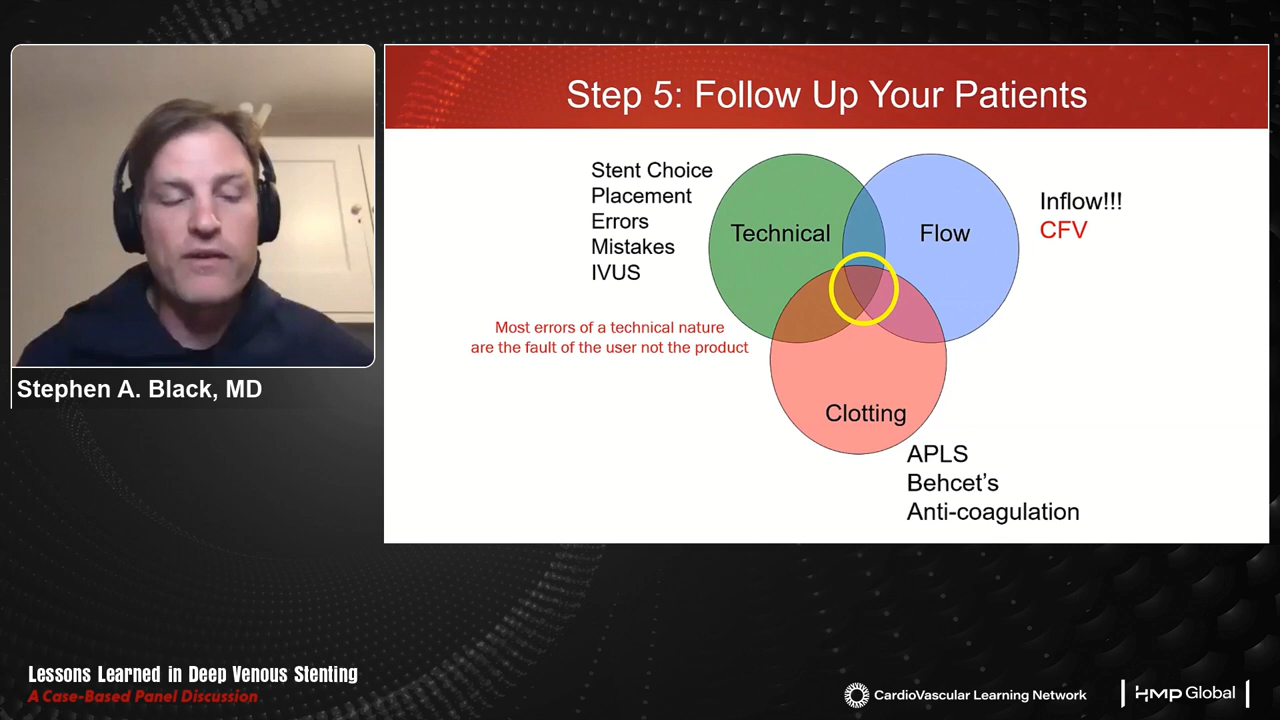 Step 5: Follow Up Your Patients
Stent Choice
Placement
Errors
Mistakes
IVUS
Technical
Flow
Inflow!!!
CFV
Most errors of a technical nature
are the fault of the user not the product
Clotting
APLS
Behcet's
Anti-coagulation
Stephen A. Black, MD
Lessons Learned in Deep Venous Stenting
A Case-Based Panel Discussion
CardioVascular Learning Network
HMP Global